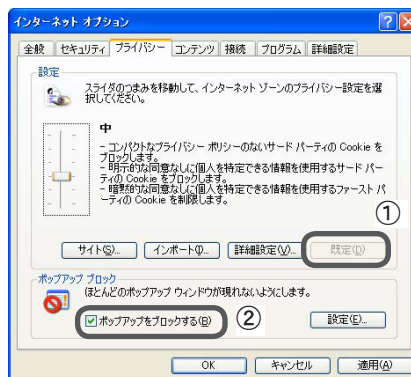 インターネット オプション
全般 セキュリティ プライバシー コンテンツ 接続 プログラム 詳細設定
設定
スライダのつまみを移動して、インターネット ゾーンのプライバシー設定を選
択してください。
中
- コンパクトなプライバシー ポリシーのないサード パーティの Cookie を
ブロックします。
- 明示的な同意なしに個人を特定できる情報を使用するサード パー
ティの Cookie をブロックします。
- 暗黙的な同意なしに個人を特定できる情報を使用するファースト パ
ーティの Cookie を制限します。
①
サイト(S)... インポート(I)... 詳細設定(V)... 既定(D)
ポップアップ ブロック
ほとんどのポップアップ ウィンドウが現れないようにします。
ポップアップをブロックする(B) ② 設定(E)...
OK キャンセル 適用(A)